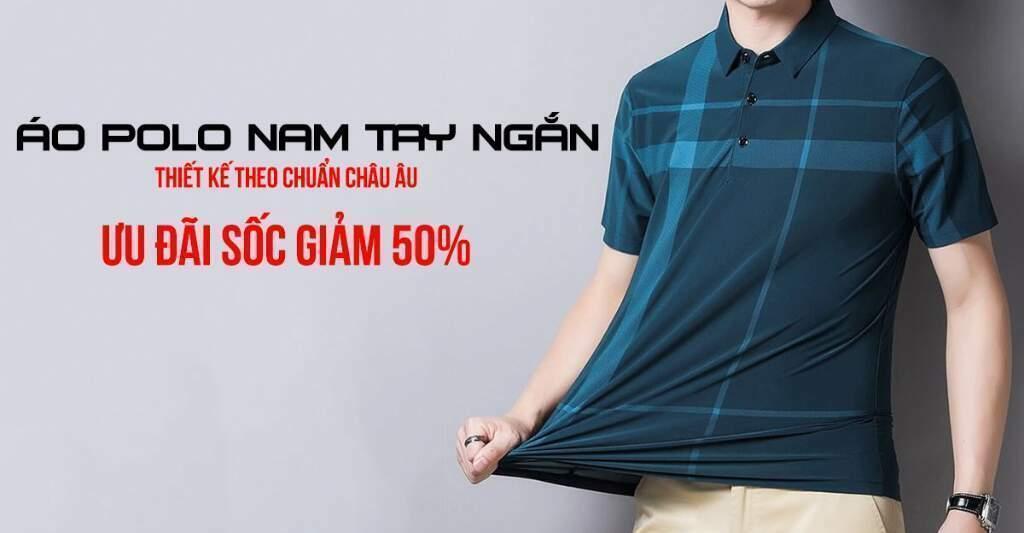 ÁO POLO NAM TAY NGẮN
THIẾT KẾ THEO CHUẨN CHÂU ÂU
ƯU ĐÃI SỐC GIẢM 50%